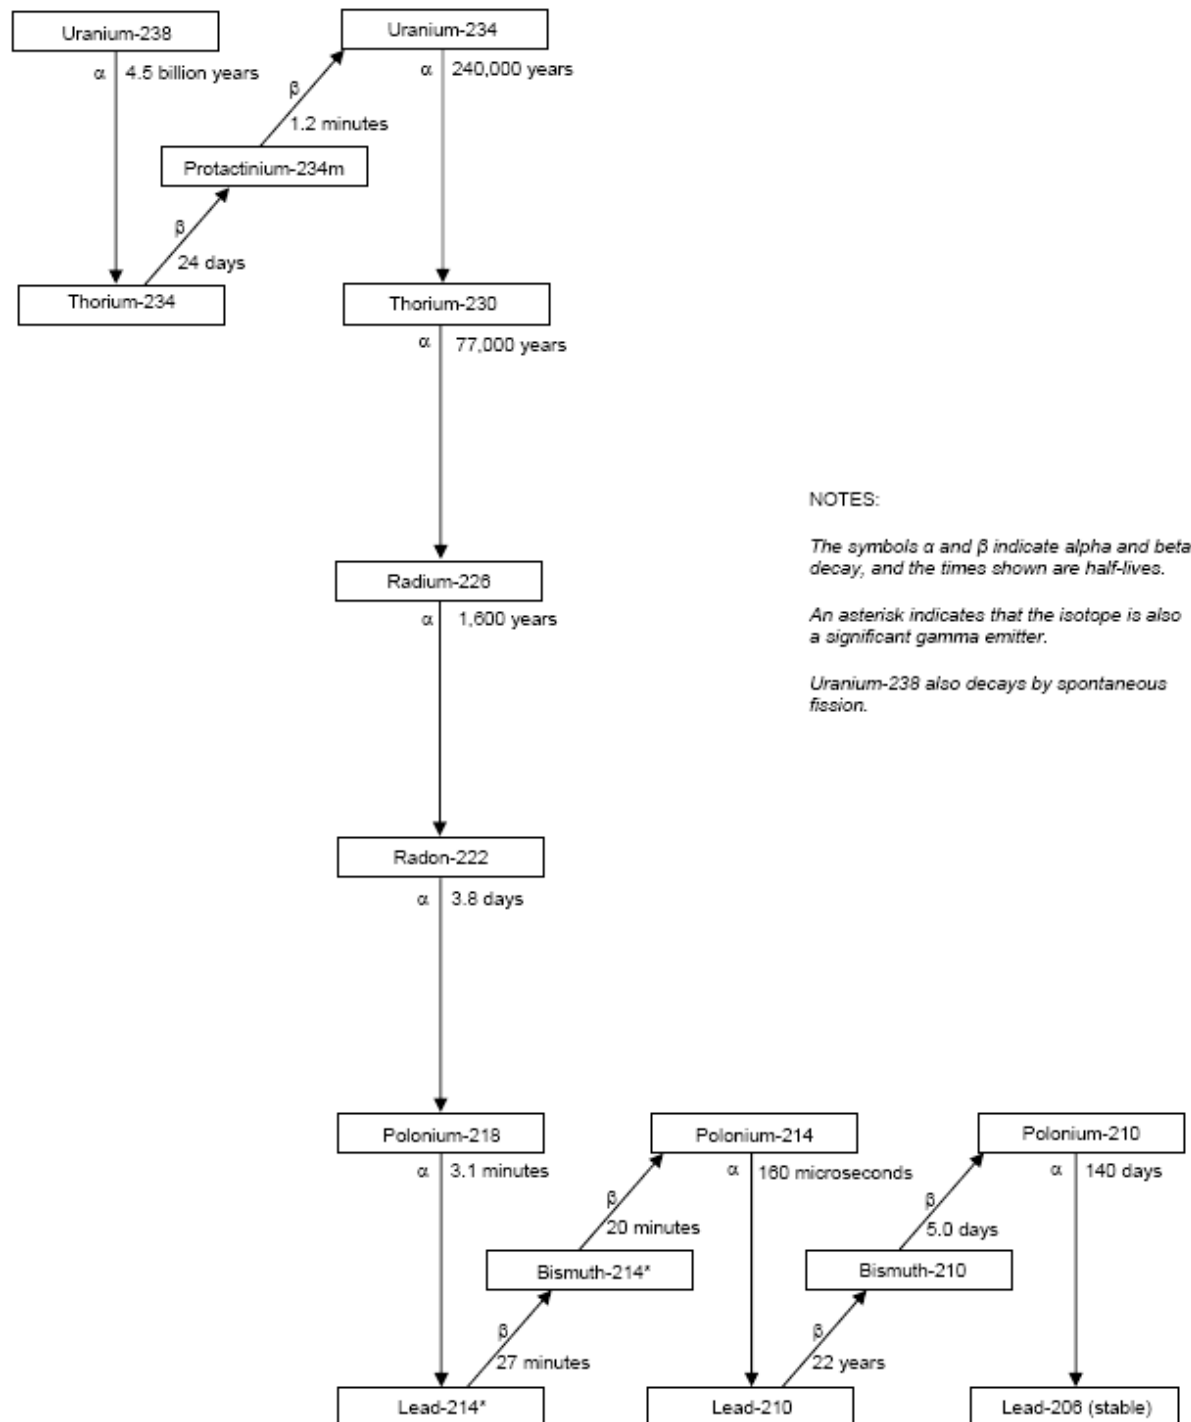 Uranium-238
Uranium-234
α 4.5 billion years
α 240,000 years
β
1.2 minutes
Protactinium-234m
β
24 days
Thorium-234
Thorium-230
α 77,000 years
NOTES:
The symbols α and β indicate alpha and beta
decay, and the times shown are half-lives.
An asterisk indicates that the isotope is also
a significant gamma emitter.
Uranium-238 also decays by spontaneous
fission.
Radium-226
α 1,600 years
Radon-222
α 3.8 days
Polonium-218
Polonium-214
Polonium-210
α 3.1 minutes
α 160 microseconds
α 140 days
β
20 minutes
β
5.0 days
Bismuth-214*
Bismuth-210
β
27 minutes
β
22 years
Lead-214*
Lead-210
Lead-206 (stable)